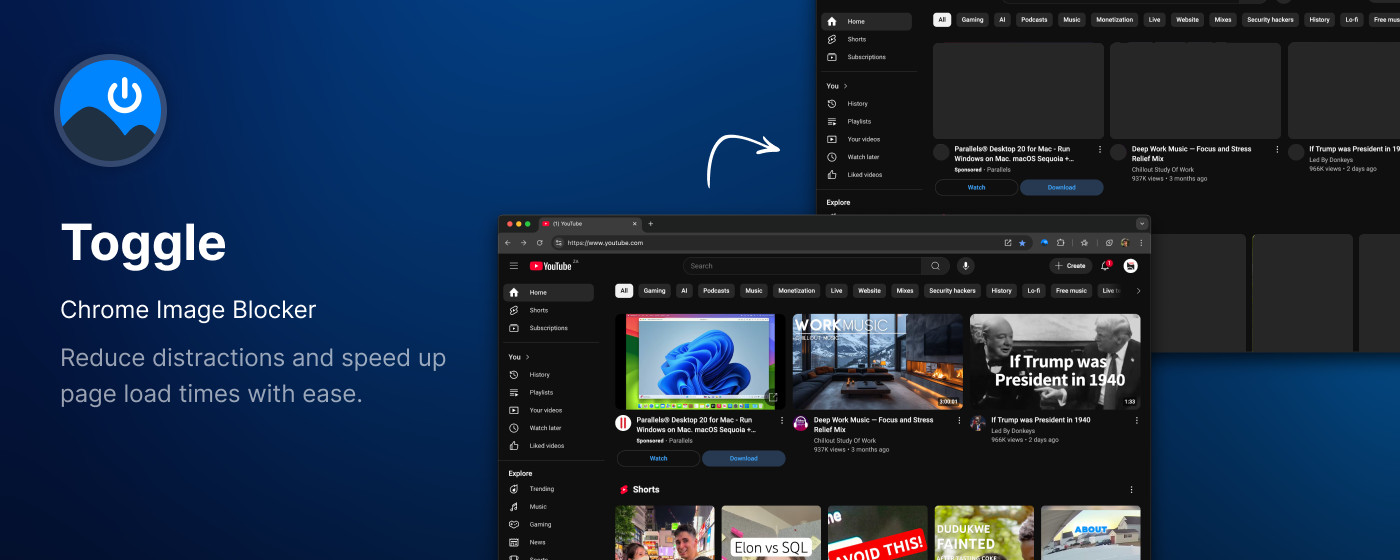 Toggle
Chrome Image Blocker
Reduce distractions and speed up
page load times with ease.
Home
Shorts
Subscriptions
You
History
Playlists
Your videos
Watch later
Liked videos
Explore
All Gaming AI Podcasts Music Monetization Live Website Mixes Security hackers History Lo-fi Free mus
Parallels® Desktop 20 for Mac - Run
Windows on Mac. macOS Sequoia +...
Sponsored · Parallels
Watch Download
Deep Work Music — Focus and Stress
Relief Mix
Chillout Study Of Work
937K views • 3 months ago
If Trump was President in 19
Led By Donkeys
966K views • 2 days ago
(1) YouTube
https://www.youtube.com
YouTube ZA
Search
Create
1
Home
Shorts
Subscriptions
You
History
Playlists
Your videos
Watch later
Liked videos
Explore
Trending
Music
Gaming
News
Sports
All Gaming AI Podcasts Music Monetization Live Website Mixes Security hackers History Lo-fi Free music Live
WORK MUSIC
CHILLOUT MUSIC
3:00:01
If Trump was
President in 1940
1:33
Parallels® Desktop 20 for Mac - Run
Windows on Mac. macOS Sequoia +...
Sponsored · Parallels
Watch Download
Deep Work Music — Focus and Stress
Relief Mix
Chillout Study Of Work
937K views • 3 months ago
If Trump was President in 1940
Led By Donkeys
966K views • 2 days ago
Shorts
Elon vs SQL
AVOID THIS!
DUDUKWE
FAINTED
AFTER TAKING COKE
ABOUT